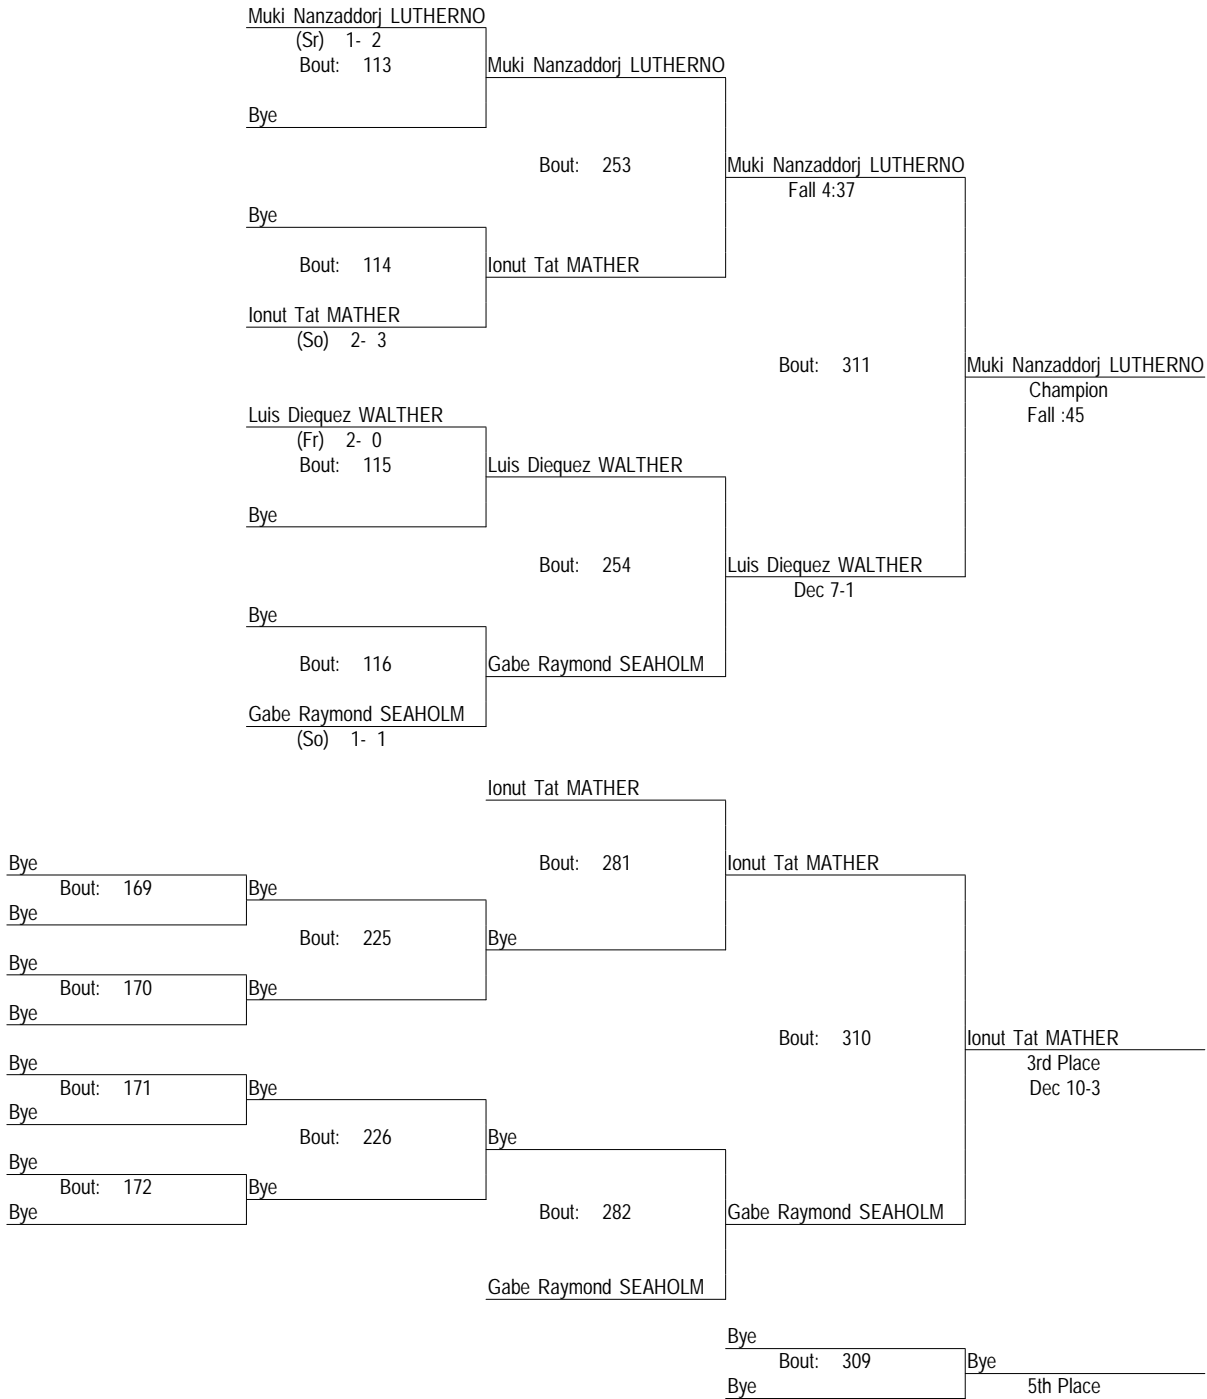 Muki Nanzaddorj LUTHERNO
(Sr) 1- 2
Bout: 113
Muki Nanzaddorj LUTHERNO
Bye
Bout: 253
Muki Nanzaddorj LUTHERNO
Fall 4:37
Bye
Bout: 114
Ionut Tat MATHER
Ionut Tat MATHER
(So) 2- 3
Bout: 311
Muki Nanzaddorj LUTHERNO
Champion
Fall :45
Luis Diequez WALTHER
(Fr) 2- 0
Bout: 115
Luis Diequez WALTHER
Bye
Bout: 254
Luis Diequez WALTHER
Dec 7-1
Bye
Bout: 116
Gabe Raymond SEAHOLM
Gabe Raymond SEAHOLM
(So) 1- 1
Ionut Tat MATHER
Bout: 281
Ionut Tat MATHER
Bye
Bout: 169
Bye
Bye
Bout: 225
Bye
Bye
Bout: 170
Bye
Bye
Bout: 310
Ionut Tat MATHER
3rd Place
Dec 10-3
Bye
Bout: 171
Bye
Bye
Bout: 226
Bye
Bye
Bout: 172
Bye
Bye
Bout: 282
Gabe Raymond SEAHOLM
Gabe Raymond SEAHOLM
Bye
Bout: 309
Bye
Bye
5th Place